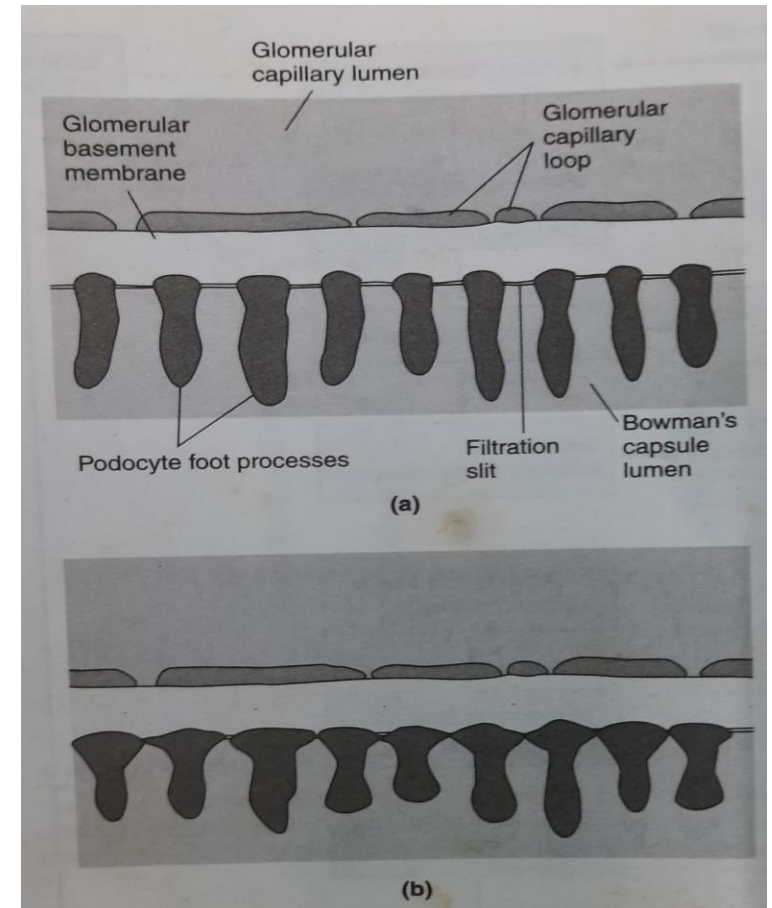 Glomerular
capillary lumen
Glomerular
basement
membrane
Glomerular
capillary
loop
Podocyte foot processes
Filtration
slit
Bowman's
capsule
lumen
(a)
(b)